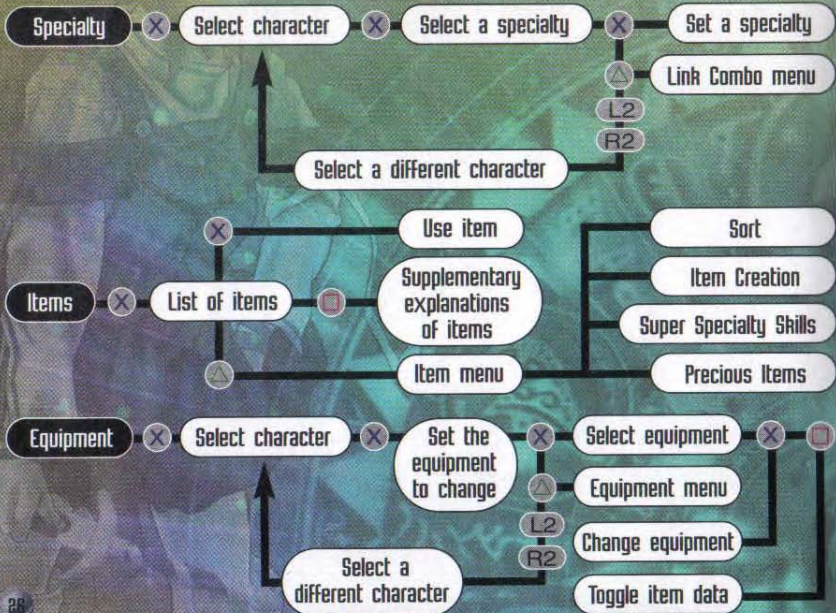 Specialty
X
Select character
X
Select a specialty
X
Set a specialty
Link Combo menu
L2
R2
Select a different character
X
Use item
Sort
Items
X
List of items
Supplementary
explanations
of items
Item Creation
Super Specialty Skills
Item menu
Precious Items
Equipment
X
Select character
X
Set the
equipment
to change
X
Select equipment
X
Equipment menu
L2
R2
Change equipment
Select a
different character
Toggle item data
26